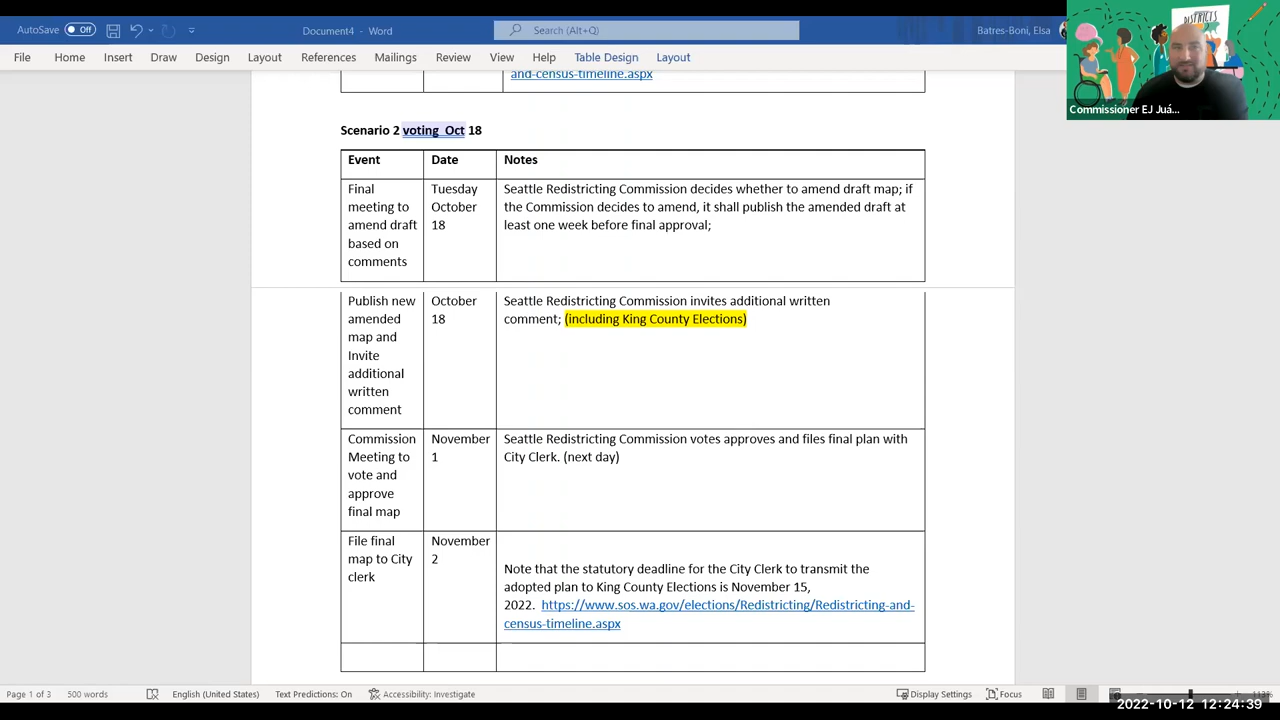 AutoSave Off
Document4 - Word
Search (Alt+Q)
Batres-Boni, Elsa
File Home Insert Draw Design Layout References Mailings Review View Help Table Design Layout
DISTRICTS
Commissioner EJ Juá...
and-census-timeline.aspx
Scenario 2 voting Oct 18
Event Date Notes
Final
meeting to
amend draft
based on
comments
Tuesday
October
18
Seattle Redistricting Commission decides whether to amend draft map; if
the Commission decides to amend, it shall publish the amended draft at
least one week before final approval;
Publish new
amended
map and
Invite
additional
written
comment
October
18
Seattle Redistricting Commission invites additional written
comment; (including King County Elections)
Commission
Meeting to
vote and
approve
final map
November
1
Seattle Redistricting Commission votes approves and files final plan with
City Clerk. (next day)
File final
map to City
clerk
November
2
Note that the statutory deadline for the City Clerk to transmit the
adopted plan to King County Elections is November 15,
2022. https://www.sos.wa.gov/elections/Redistricting/Redistricting-and-
census-timeline.aspx
Page 1 of 3 500 words English (United States) Text Predictions: On Accessibility: Investigate Display Settings Focus 113%
2022-10-12 12:24:39